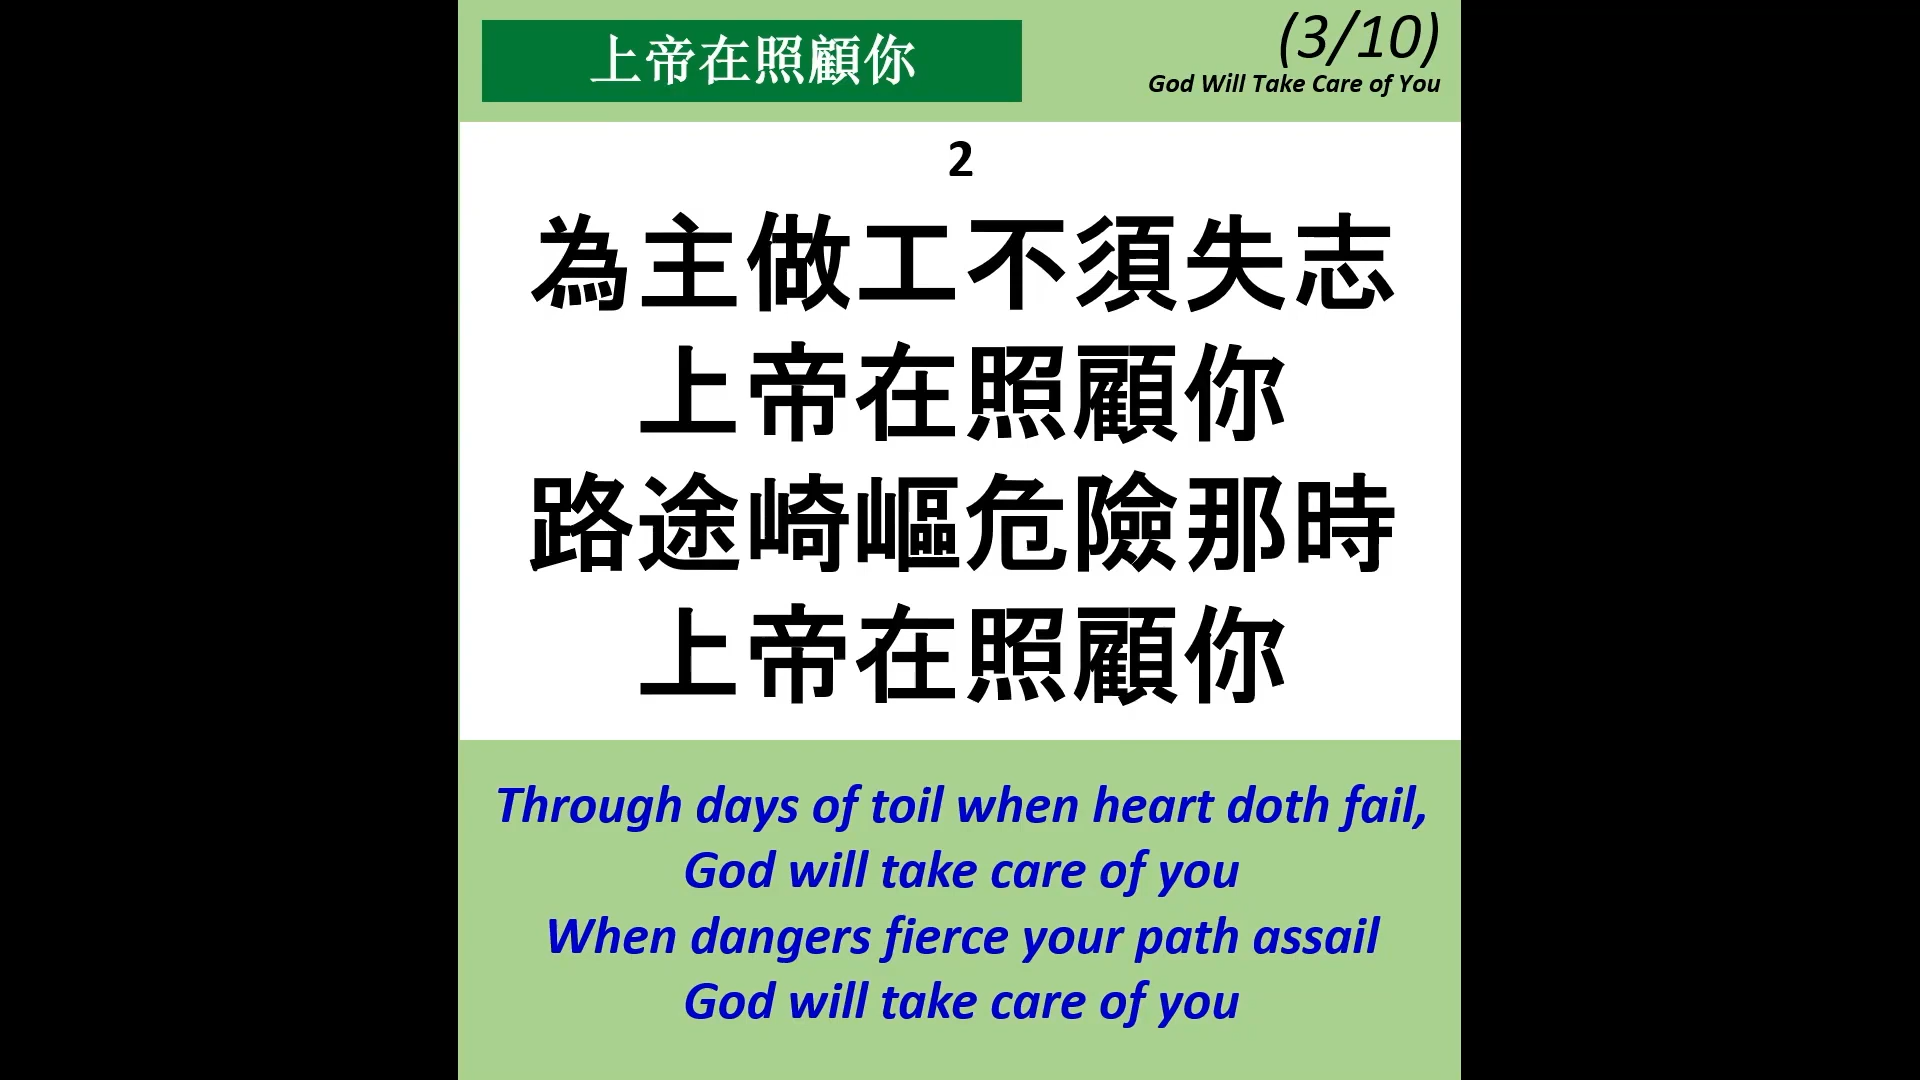 上帝在照顧你
(3/10)
God Will Take Care of You
2
為主做工不須失志
上帝在照顧你
路途崎嶇危險那時
上帝在照顧你
Through days of toil when heart doth fail,
God will take care of you
When dangers fierce your path assail
God will take care of you